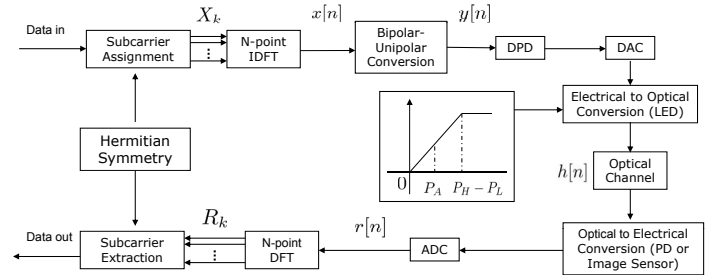 X_k
x[n]
y[n]
Data in
Subcarrier
Assignment
N-point
IDFT
Bipolar-
Unipolar
Conversion
DPD
DAC
Electrical to Optical
Conversion (LED)
0
P_A
P_H − P_L
Hermitian
Symmetry
h[n]
Optical
Channel
R_k
r[n]
Data out
Subcarrier
Extraction
N-point
DFT
ADC
Optical to Electrical
Conversion (PD or
Image Sensor)